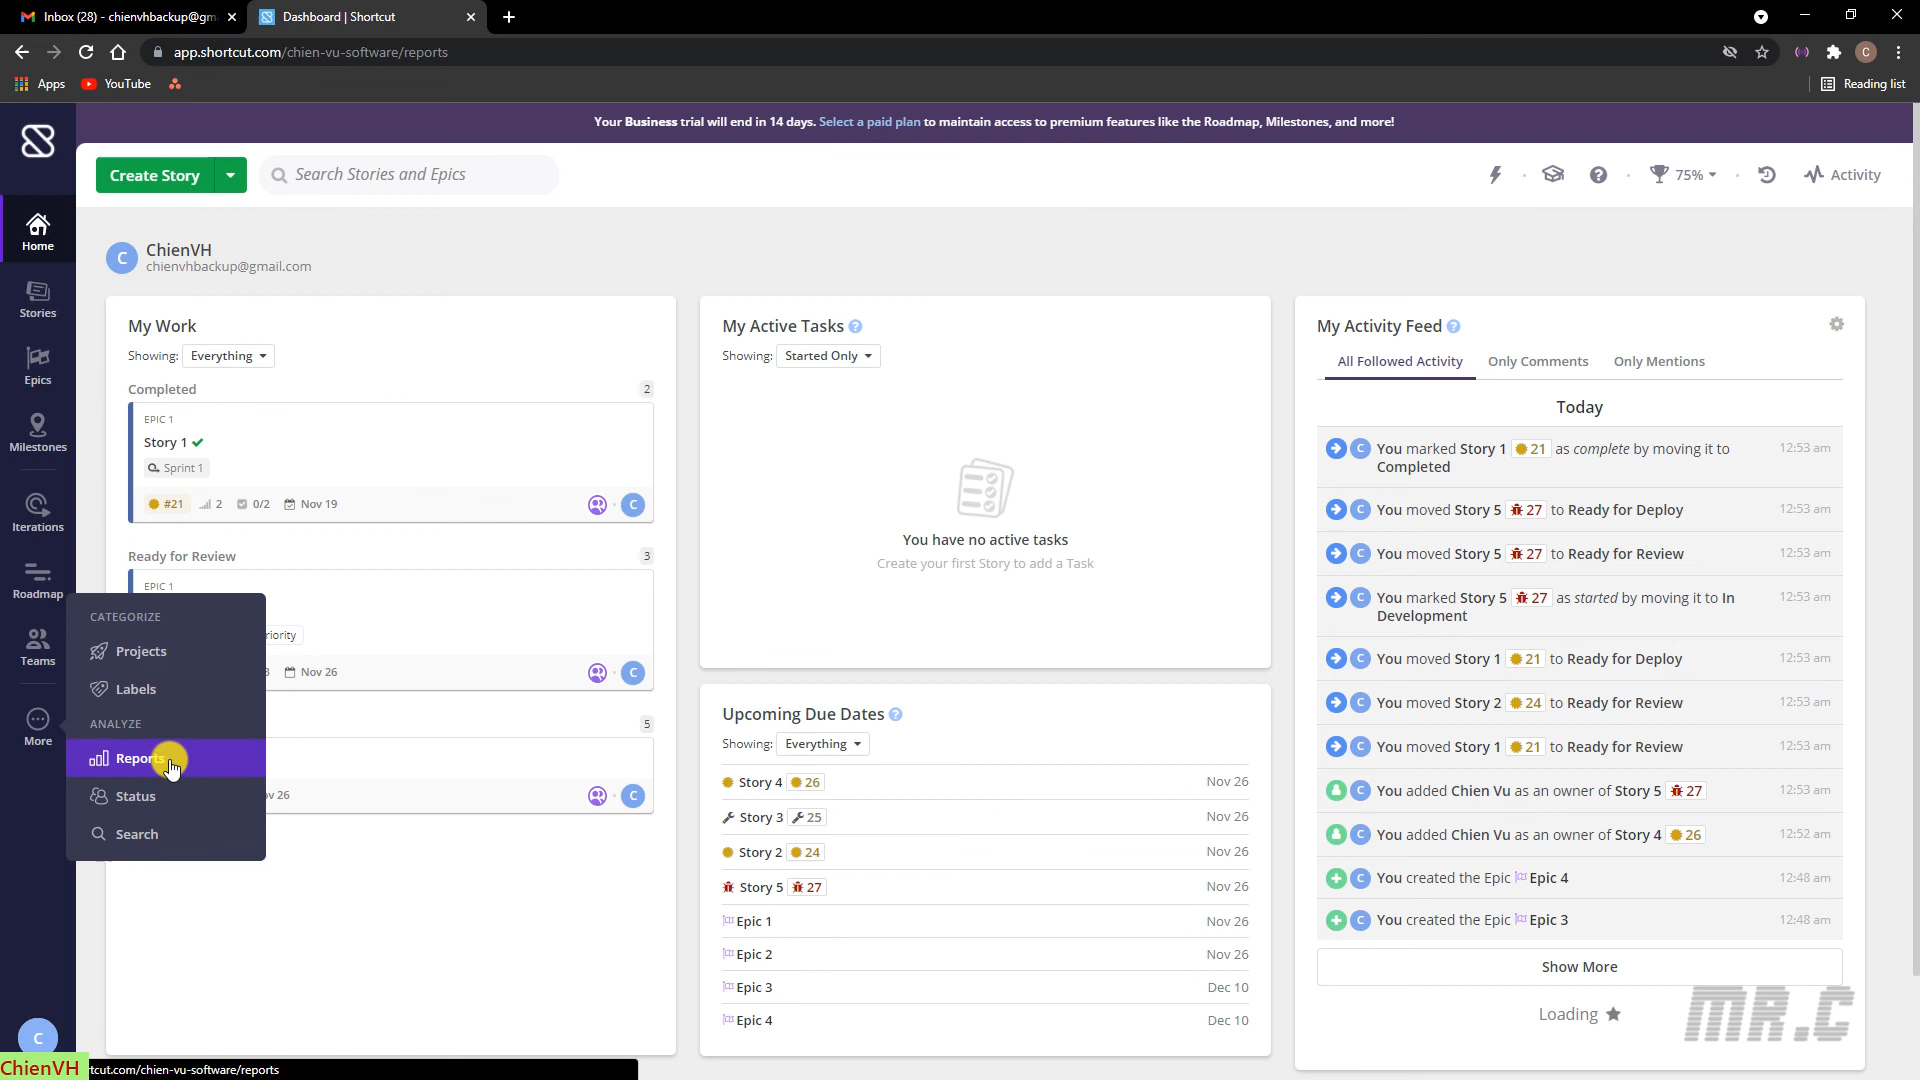 Inbox (28) - chienvhbackup@gm
Dashboard | Shortcut
app.shortcut.com/chien-vu-software/reports
C
Apps
YouTube
Reading list
Your Business trial will end in 14 days. Select a paid plan to maintain access to premium features like the Roadmap, Milestones, and more!
Create Story
Search Stories and Epics
75%
Activity
Home
Stories
Epics
Milestones
Iterations
Roadmap
Teams
More
C
C
ChienVH
chienvhbackup@gmail.com
My Work
Showing: Everything
Completed 2
EPIC 1
Story 1
Sprint 1
#21 2 0/2 Nov 19 C
Ready for Review 3
EPIC 1
riority
3 Nov 26 C
5
ov 26 C
CATEGORIZE
Projects
Labels
ANALYZE
Reports
Status
Search
My Active Tasks ?
Showing: Started Only
You have no active tasks
Create your first Story to add a Task
Upcoming Due Dates ?
Showing: Everything
Story 4 26 Nov 26
Story 3 25 Nov 26
Story 2 24 Nov 26
Story 5 27 Nov 26
Epic 1 Nov 26
Epic 2 Nov 26
Epic 3 Dec 10
Epic 4 Dec 10
My Activity Feed ?
All Followed Activity Only Comments Only Mentions
Today
C You marked Story 1 21 as complete by moving it to 12:53 am
Completed
C You moved Story 5 27 to Ready for Deploy 12:53 am
C You moved Story 5 27 to Ready for Review 12:53 am
C You marked Story 5 27 as started by moving it to In 12:53 am
Development
C You moved Story 1 21 to Ready for Deploy 12:53 am
C You moved Story 2 24 to Ready for Review 12:53 am
C You moved Story 1 21 to Ready for Review 12:53 am
C You added Chien Vu as an owner of Story 5 27 12:53 am
C You added Chien Vu as an owner of Story 4 26 12:52 am
C You created the Epic Epic 4 12:48 am
C You created the Epic Epic 3 12:48 am
Show More
Loading
MR.C
ChienVH
rtcut.com/chien-vu-software/reports